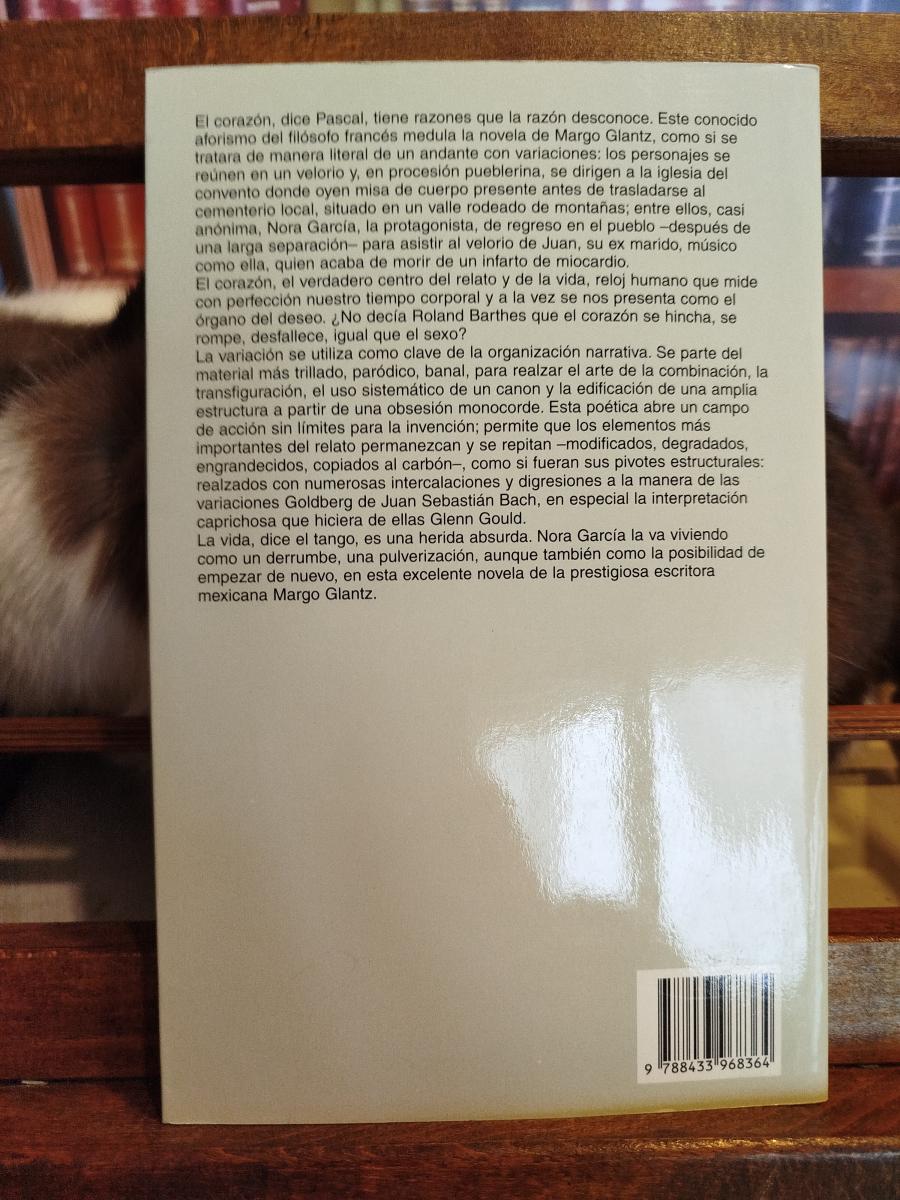 El corazón, dice Pascal, tiene razones que la razón desconoce. Este conocido
aforismo del filósofo francés medula la novela de Margo Glantz, como si se
tratara de manera literal de un andante con variaciones: los personajes se
reúnen en un velorio y, en procesión pueblerina, se dirigen a la iglesia del
convento donde oyen misa de cuerpo presente antes de trasladarse al
cementerio local, situado en un valle rodeado de montañas; entre ellos, casi
anónima, Nora García, la protagonista, de regreso en el pueblo –después de
una larga separación– para asistir al velorio de Juan, su ex marido, músico
como ella, quien acaba de morir de un infarto de miocardio.
El corazón, el verdadero centro del relato y de la vida, reloj humano que mide
con perfección nuestro tiempo corporal y a la vez se nos presenta como el
órgano del deseo. ¿No decía Roland Barthes que el corazón se hincha, se
rompe, desfallece, igual que el sexo?
La variación se utiliza como clave de la organización narrativa. Se parte del
material más trillado, paródico, banal, para realzar el arte de la combinación, la
transfiguración, el uso sistemático de un canon y la edificación de una amplia
estructura a partir de una obsesión monocorde. Esta poética abre un campo
de acción sin límites para la invención; permite que los elementos más
importantes del relato permanezcan y se repitan –modificados, degradados,
engrandecidos, copiados al carbón–, como si fueran sus pivotes estructurales:
realzados con numerosas intercalaciones y digresiones a la manera de las
variaciones Goldberg de Juan Sebastián Bach, en especial la interpretación
caprichosa que hiciera de ellas Glenn Gould.
La vida, dice el tango, es una herida absurda. Nora García la va viviendo
como un derrumbe, una pulverización, aunque también como la posibilidad de
empezar de nuevo, en esta excelente novela de la prestigiosa escritora
mexicana Margo Glantz.
9 788433 968364